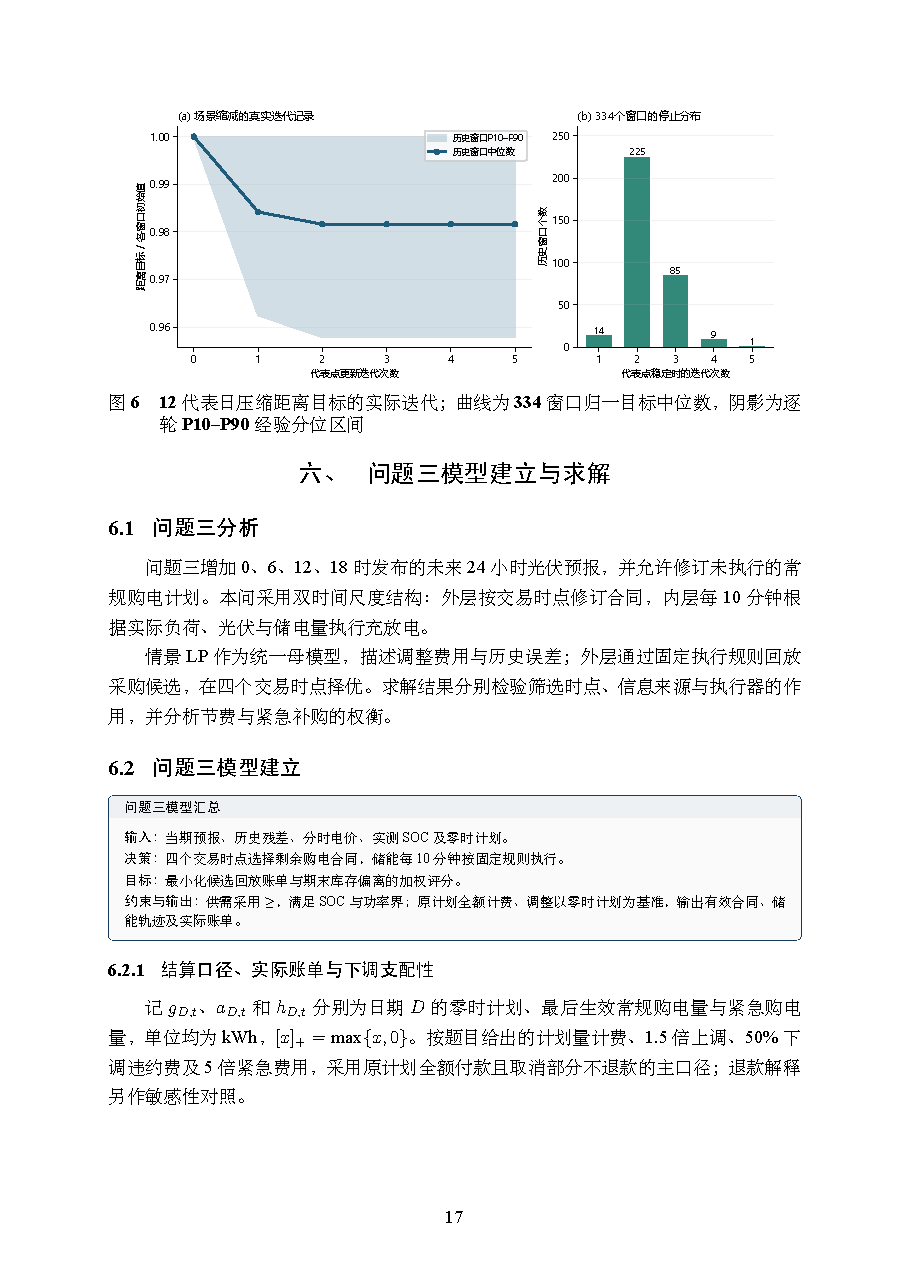 (a) 场景缩减的真实迭代记录
1.00
0.99
0.98
0.97
0.96
距离目标 / 各窗口初始值
历史窗口P10–P90
历史窗口中位数
0 1 2 3 4 5
代表点更新迭代次数
(b) 334个窗口的停止分布
250
200
150
100
50
0
历史窗口个数
14
225
85
9
1
1 2 3 4 5
代表点稳定时的迭代次数
图 6 12 代表日压缩距离目标的实际迭代；曲线为 334 窗口归一目标中位数，阴影为逐
轮 P10–P90 经验分位区间
六、 问题三模型建立与求解
6.1 问题三分析
问题三增加 0、6、12、18 时发布的未来 24 小时光伏预报，并允许修订未执行的常
规购电计划。本问采用双时间尺度结构：外层按交易时点修订合同，内层每 10 分钟根
据实际负荷、光伏与储电量执行充放电。
情景 LP 作为统一母模型，描述调整费用与历史误差；外层通过固定执行规则回放
采购候选，在四个交易时点择优。求解结果分别检验筛选时点、信息来源与执行器的作
用，并分析节费与紧急补购的权衡。
6.2 问题三模型建立
问题三模型汇总
输入：当期预报、历史残差、分时电价、实测 SOC 及零时计划。
决策：四个交易时点选择剩余购电合同，储能每 10 分钟按固定规则执行。
目标：最小化候选回放账单与期末库存偏离的加权评分。
约束与输出：供需采用 ≥，满足 SOC 与功率界；原计划全额计费、调整以零时计划为基准，输出有效合同、储
能轨迹及实际账单。
6.2.1 结算口径、实际账单与下调支配性
记 g_{D,t}、a_{D,t} 和 h_{D,t} 分别为日期 D 的零时计划、最后生效常规购电量与紧急购电
量，单位均为 kWh，[x]_+ = max{x, 0}。按题目给出的计划量计费、1.5 倍上调、50% 下
调违约费及 5 倍紧急费用，采用原计划全额付款且取消部分不退款的主口径；退款解释
另作敏感性对照。
17